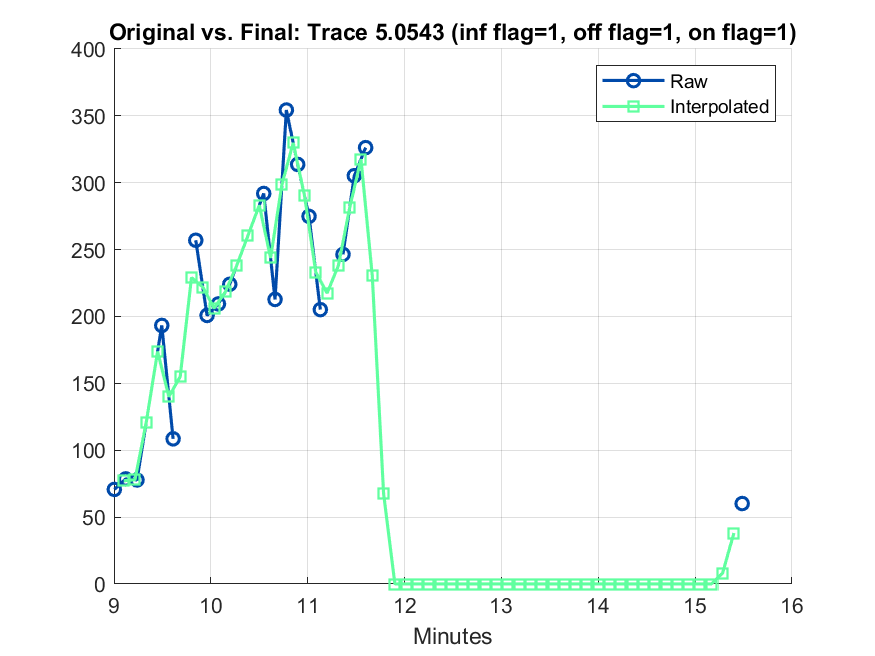 Original vs. Final: Trace 5.0543 (inf flag=1, off flag=1, on flag=1)
400
350
300
250
200
150
100
50
0
Raw
Interpolated
9 10 11 12 13 14 15 16
Minutes